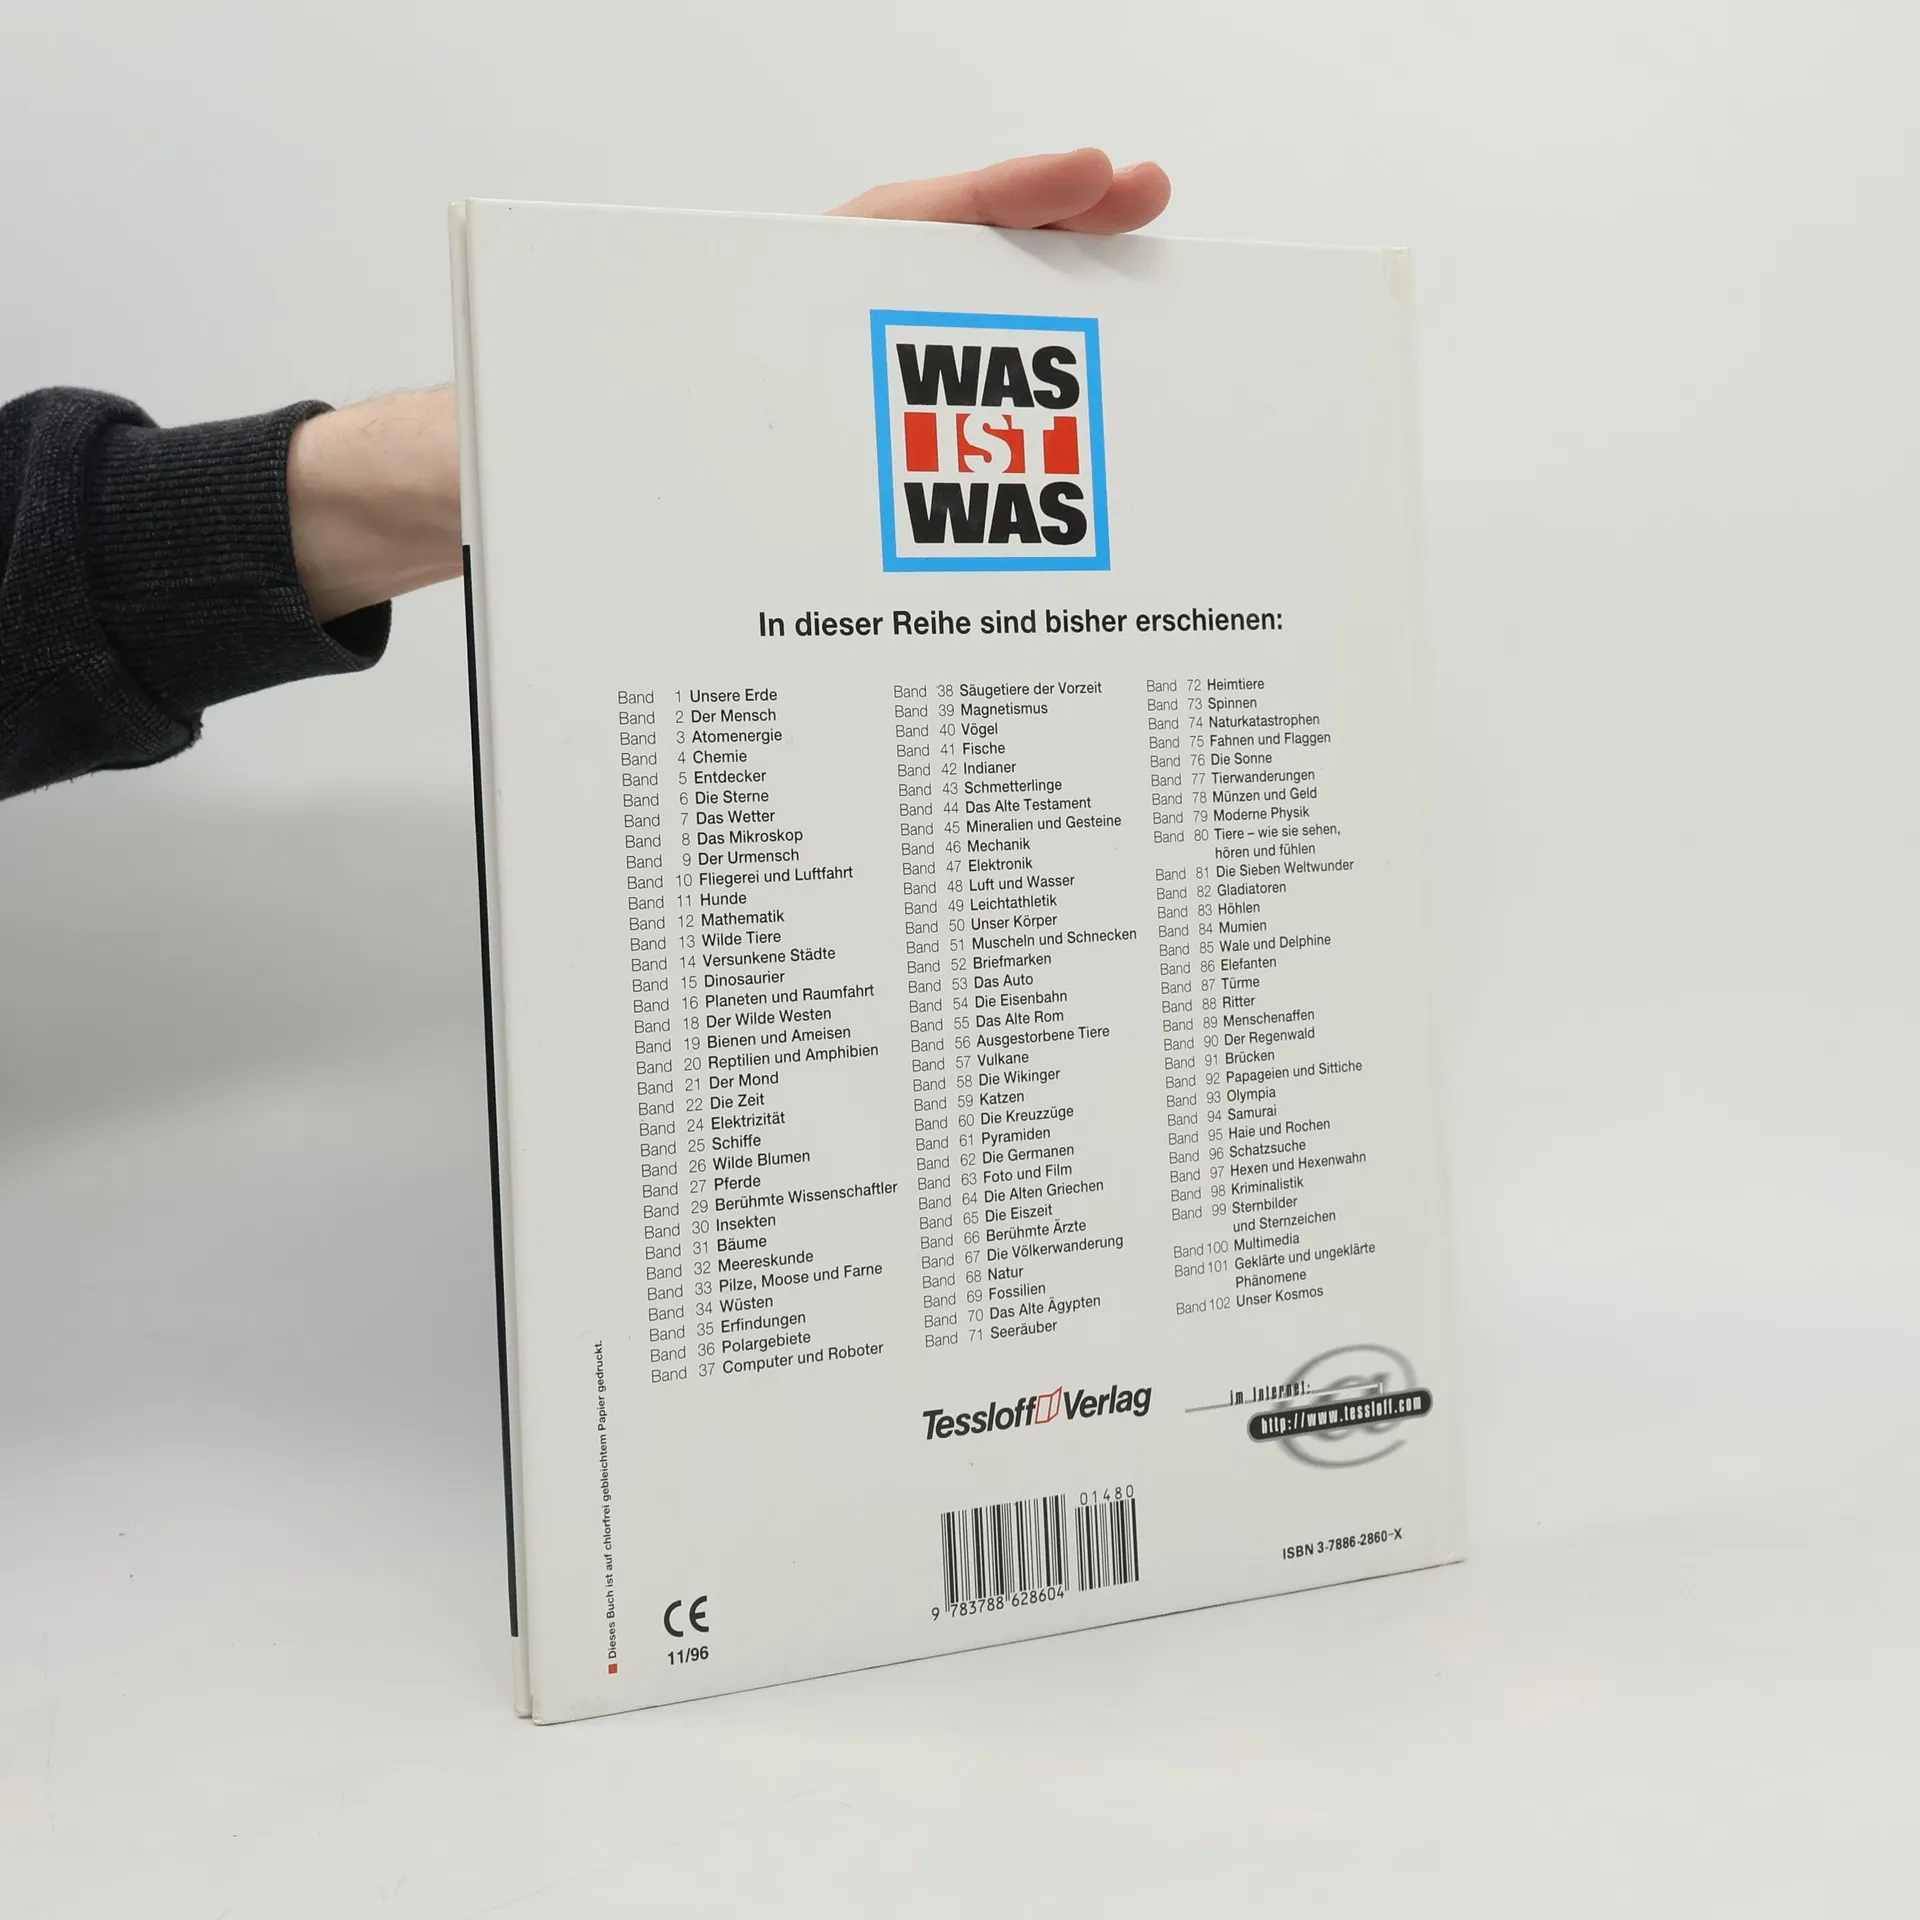 WAS
IST
WAS
In dieser Reihe sind bisher erschienen:
Band 1 Unsere Erde
Band 2 Der Mensch
Band 3 Atomenergie
Band 4 Chemie
Band 5 Entdecker
Band 6 Die Sterne
Band 7 Das Wetter
Band 8 Das Mikroskop
Band 9 Der Urmensch
Band 10 Fliegerei und Luftfahrt
Band 11 Hunde
Band 12 Mathematik
Band 13 Wilde Tiere
Band 14 Versunkene Städte
Band 15 Dinosaurier
Band 16 Planeten und Raumfahrt
Band 18 Der Wilde Westen
Band 19 Bienen und Ameisen
Band 20 Reptilien und Amphibien
Band 21 Der Mond
Band 22 Die Zeit
Band 24 Elektrizität
Band 25 Schiffe
Band 26 Wilde Blumen
Band 27 Pferde
Band 29 Berühmte Wissenschaftler
Band 30 Insekten
Band 31 Bäume
Band 32 Meereskunde
Band 33 Pilze, Moose und Farne
Band 34 Wüsten
Band 35 Erfindungen
Band 36 Polargebiete
Band 37 Computer und Roboter
Band 38 Säugetiere der Vorzeit
Band 39 Magnetismus
Band 40 Vögel
Band 41 Fische
Band 42 Indianer
Band 43 Schmetterlinge
Band 44 Das Alte Testament
Band 45 Mineralien und Gesteine
Band 46 Mechanik
Band 47 Elektronik
Band 48 Luft und Wasser
Band 49 Leichtathletik
Band 50 Unser Körper
Band 51 Muscheln und Schnecken
Band 52 Briefmarken
Band 53 Das Auto
Band 54 Die Eisenbahn
Band 55 Das Alte Rom
Band 56 Ausgestorbene Tiere
Band 57 Vulkane
Band 58 Die Wikinger
Band 59 Katzen
Band 60 Die Kreuzzüge
Band 61 Pyramiden
Band 62 Die Germanen
Band 63 Foto und Film
Band 64 Die Alten Griechen
Band 65 Die Eiszeit
Band 66 Berühmte Ärzte
Band 67 Die Völkerwanderung
Band 68 Natur
Band 69 Fossilien
Band 70 Das Alte Ägypten
Band 71 Seeräuber
Band 72 Heimtiere
Band 73 Spinnen
Band 74 Naturkatastrophen
Band 75 Fahnen und Flaggen
Band 76 Die Sonne
Band 77 Tierwanderungen
Band 78 Münzen und Geld
Band 79 Moderne Physik
Band 80 Tiere – wie sie sehen,
hören und fühlen
Band 81 Die Sieben Weltwunder
Band 82 Gladiatoren
Band 83 Höhlen
Band 84 Mumien
Band 85 Wale und Delphine
Band 86 Elefanten
Band 87 Türme
Band 88 Ritter
Band 89 Menschenaffen
Band 90 Der Regenwald
Band 91 Brücken
Band 92 Papageien und Sittiche
Band 93 Olympia
Band 94 Samurai
Band 95 Haie und Rochen
Band 96 Schatzsuche
Band 97 Hexen und Hexenwahn
Band 98 Kriminalistik
Band 99 Sternbilder
und Sternzeichen
Band 100 Multimedia
Band 101 Geklärte und ungeklärte
Phänomene
Band 102 Unser Kosmos
Tessloff Verlag
im Internet:
http://www.tessloff.com
@
Dieses Buch ist auf chlorfrei gebleichtem Papier gedruckt.
CE
11/96
01480
9 783788 628604
ISBN 3-7886-2860-X